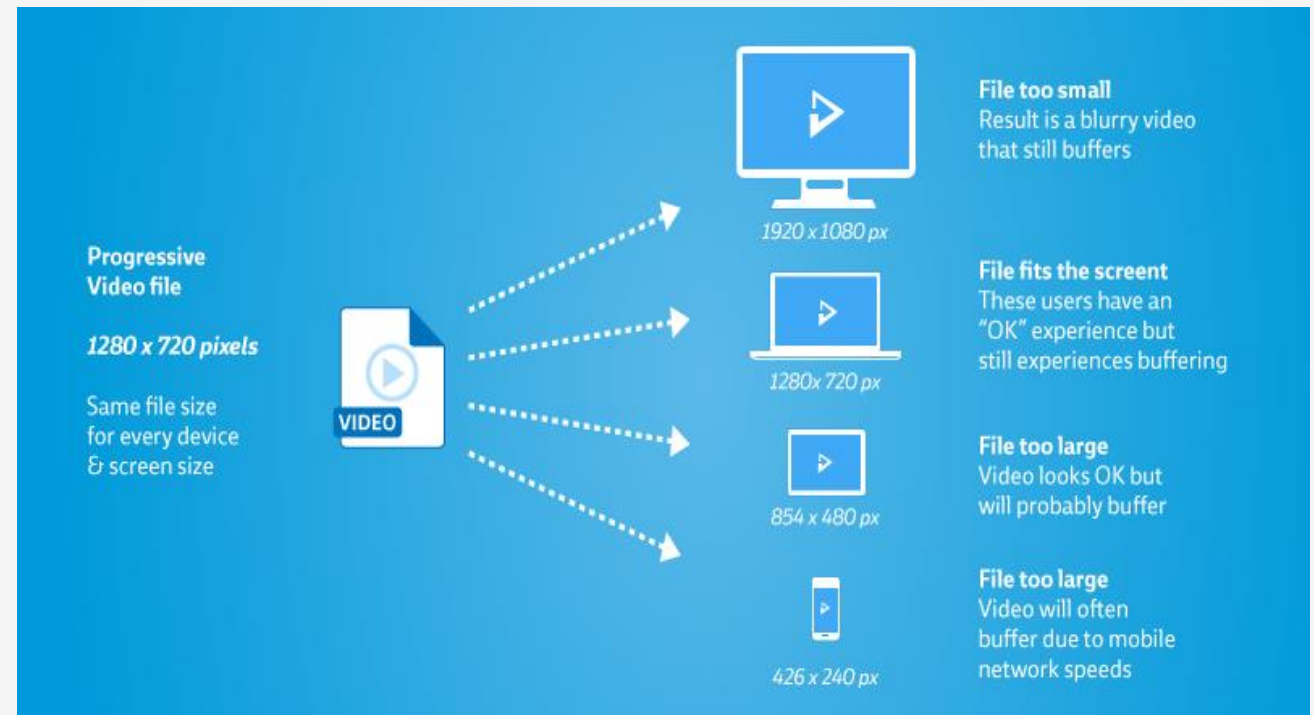 Progressive
Video file
1280 x 720 pixels
Same file size
for every device
& screen size
VIDEO
1920 x 1080 px
File too small
Result is a blurry video
that still buffers
1280x 720 px
File fits the screent
These users have an
"OK" experience but
still experiences buffering
854 x 480 px
File too large
Video looks OK but
will probably buffer
426 x 240 px
File too large
Video will often
buffer due to mobile
network speeds